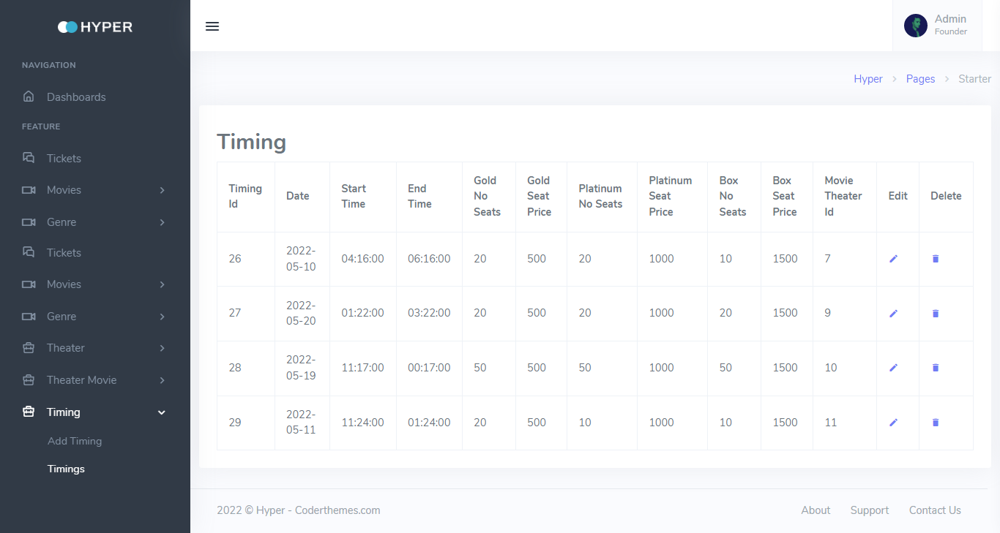 HYPER
Admin
Founder
NAVIGATION
Dashboards
FEATURE
Tickets
Movies
Genre
Tickets
Movies
Genre
Theater
Theater Movie
Timing
Add Timing
Timings
Hyper > Pages > Starter
Timing
Timing Id | Date | Start Time | End Time | Gold No Seats | Gold Seat Price | Platinum No Seats | Platinum Seat Price | Box No Seats | Box Seat Price | Movie Theater Id | Edit | Delete
26 | 2022-05-10 | 04:16:00 | 06:16:00 | 20 | 500 | 20 | 1000 | 10 | 1500 | 7
27 | 2022-05-20 | 01:22:00 | 03:22:00 | 20 | 500 | 20 | 1000 | 20 | 1500 | 9
28 | 2022-05-19 | 11:17:00 | 00:17:00 | 50 | 500 | 50 | 1000 | 50 | 1500 | 10
29 | 2022-05-11 | 11:24:00 | 01:24:00 | 20 | 500 | 10 | 1000 | 10 | 1500 | 11
2022 © Hyper - Coderthemes.com
About Support Contact Us